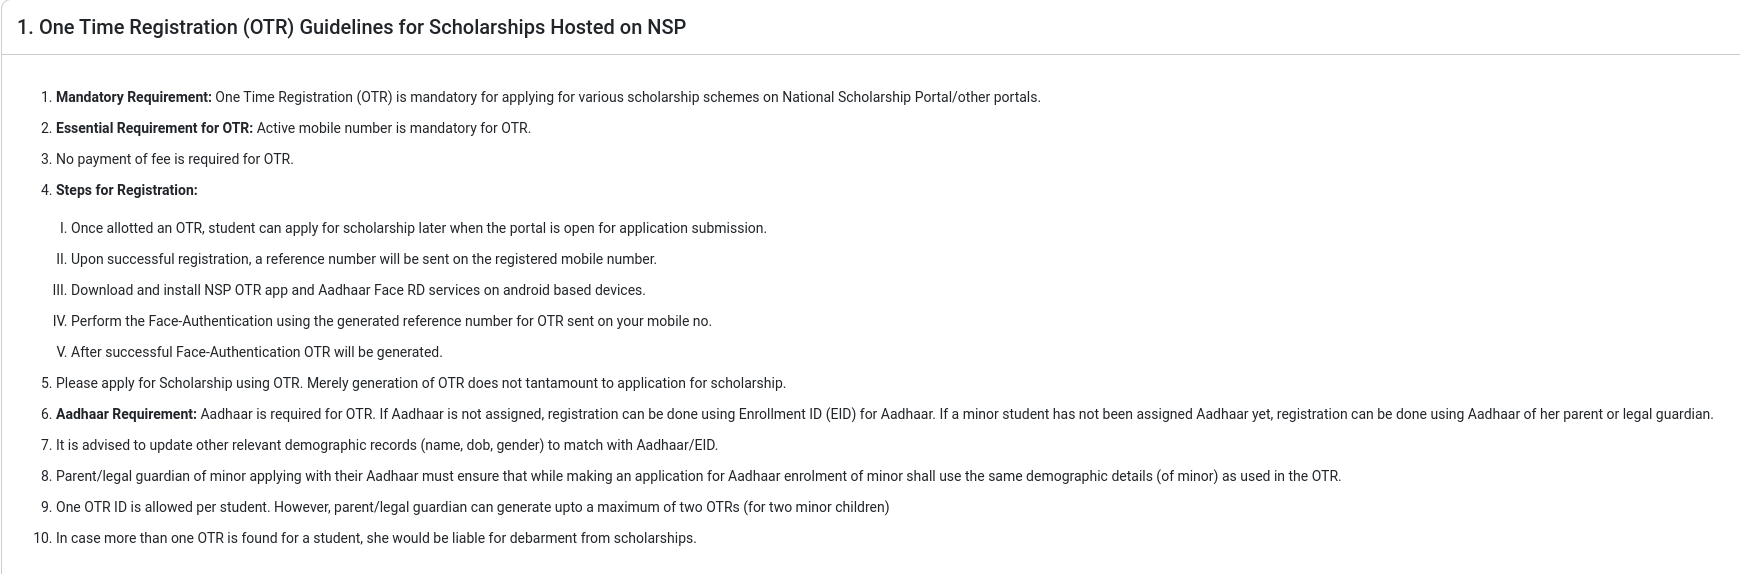 1. One Time Registration (OTR) Guidelines for Scholarships Hosted on NSP
1. Mandatory Requirement: One Time Registration (OTR) is mandatory for applying for various scholarship schemes on National Scholarship Portal/other portals.
2. Essential Requirement for OTR: Active mobile number is mandatory for OTR.
3. No payment of fee is required for OTR.
4. Steps for Registration:
I. Once allotted an OTR, student can apply for scholarship later when the portal is open for application submission.
II. Upon successful registration, a reference number will be sent on the registered mobile number.
III. Download and install NSP OTR app and Aadhaar Face RD services on android based devices.
IV. Perform the Face-Authentication using the generated reference number for OTR sent on your mobile no.
V. After successful Face-Authentication OTR will be generated.
5. Please apply for Scholarship using OTR. Merely generation of OTR does not tantamount to application for scholarship.
6. Aadhaar Requirement: Aadhaar is required for OTR. If Aadhaar is not assigned, registration can be done using Enrollment ID (EID) for Aadhaar. If a minor student has not been assigned Aadhaar yet, registration can be done using Aadhaar of her parent or legal guardian.
7. It is advised to update other relevant demographic records (name, dob, gender) to match with Aadhaar/EID.
8. Parent/legal guardian of minor applying with their Aadhaar must ensure that while making an application for Aadhaar enrolment of minor shall use the same demographic details (of minor) as used in the OTR.
9. One OTR ID is allowed per student. However, parent/legal guardian can generate upto a maximum of two OTRs (for two minor children)
10. In case more than one OTR is found for a student, she would be liable for debarment from scholarships.